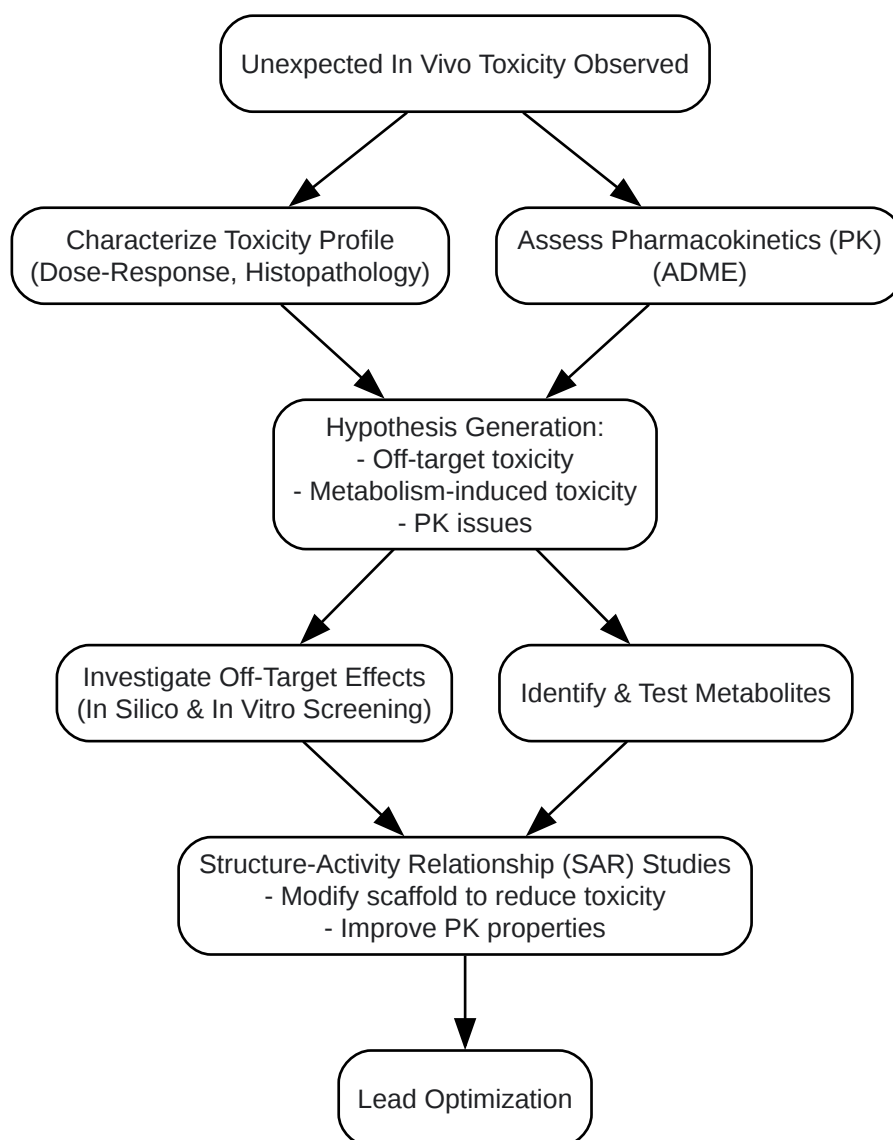 Unexpected In Vivo Toxicity Observed
Characterize Toxicity Profile
(Dose-Response, Histopathology)
Assess Pharmacokinetics (PK)
(ADME)
Hypothesis Generation:
- Off-target toxicity
- Metabolism-induced toxicity
- PK issues
Investigate Off-Target Effects
(In Silico & In Vitro Screening)
Identify & Test Metabolites
Structure-Activity Relationship (SAR) Studies
- Modify scaffold to reduce toxicity
- Improve PK properties
Lead Optimization